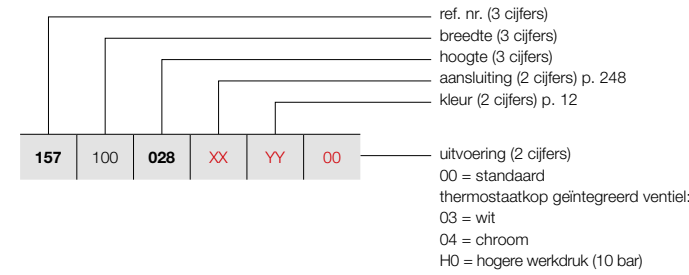 ref. nr. (3 cijfers)
breedte (3 cijfers)
hoogte (3 cijfers)
aansluiting (2 cijfers) p. 248
kleur (2 cijfers) p. 12
157 100 028 XX YY 00
uitvoering (2 cijfers)
00 = standaard
thermostaatkop geïntegreerd ventiel:
03 = wit
04 = chroom
H0 = hogere werkdruk (10 bar)